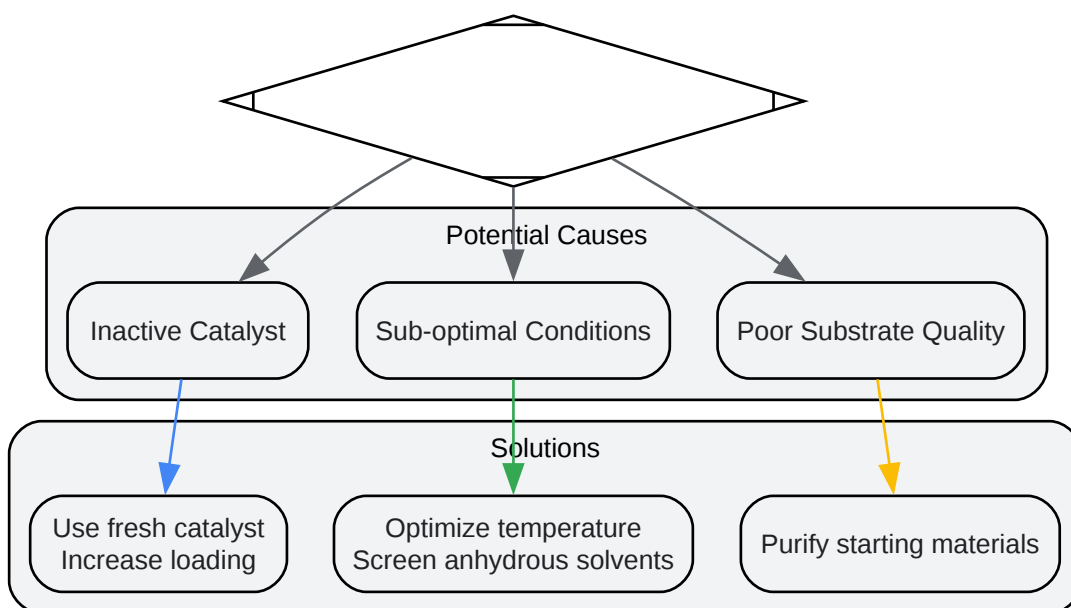 Potential Causes
Inactive Catalyst
Sub-optimal Conditions
Poor Substrate Quality
Solutions
Use fresh catalyst
Increase loading
Optimize temperature
Screen anhydrous solvents
Purify starting materials